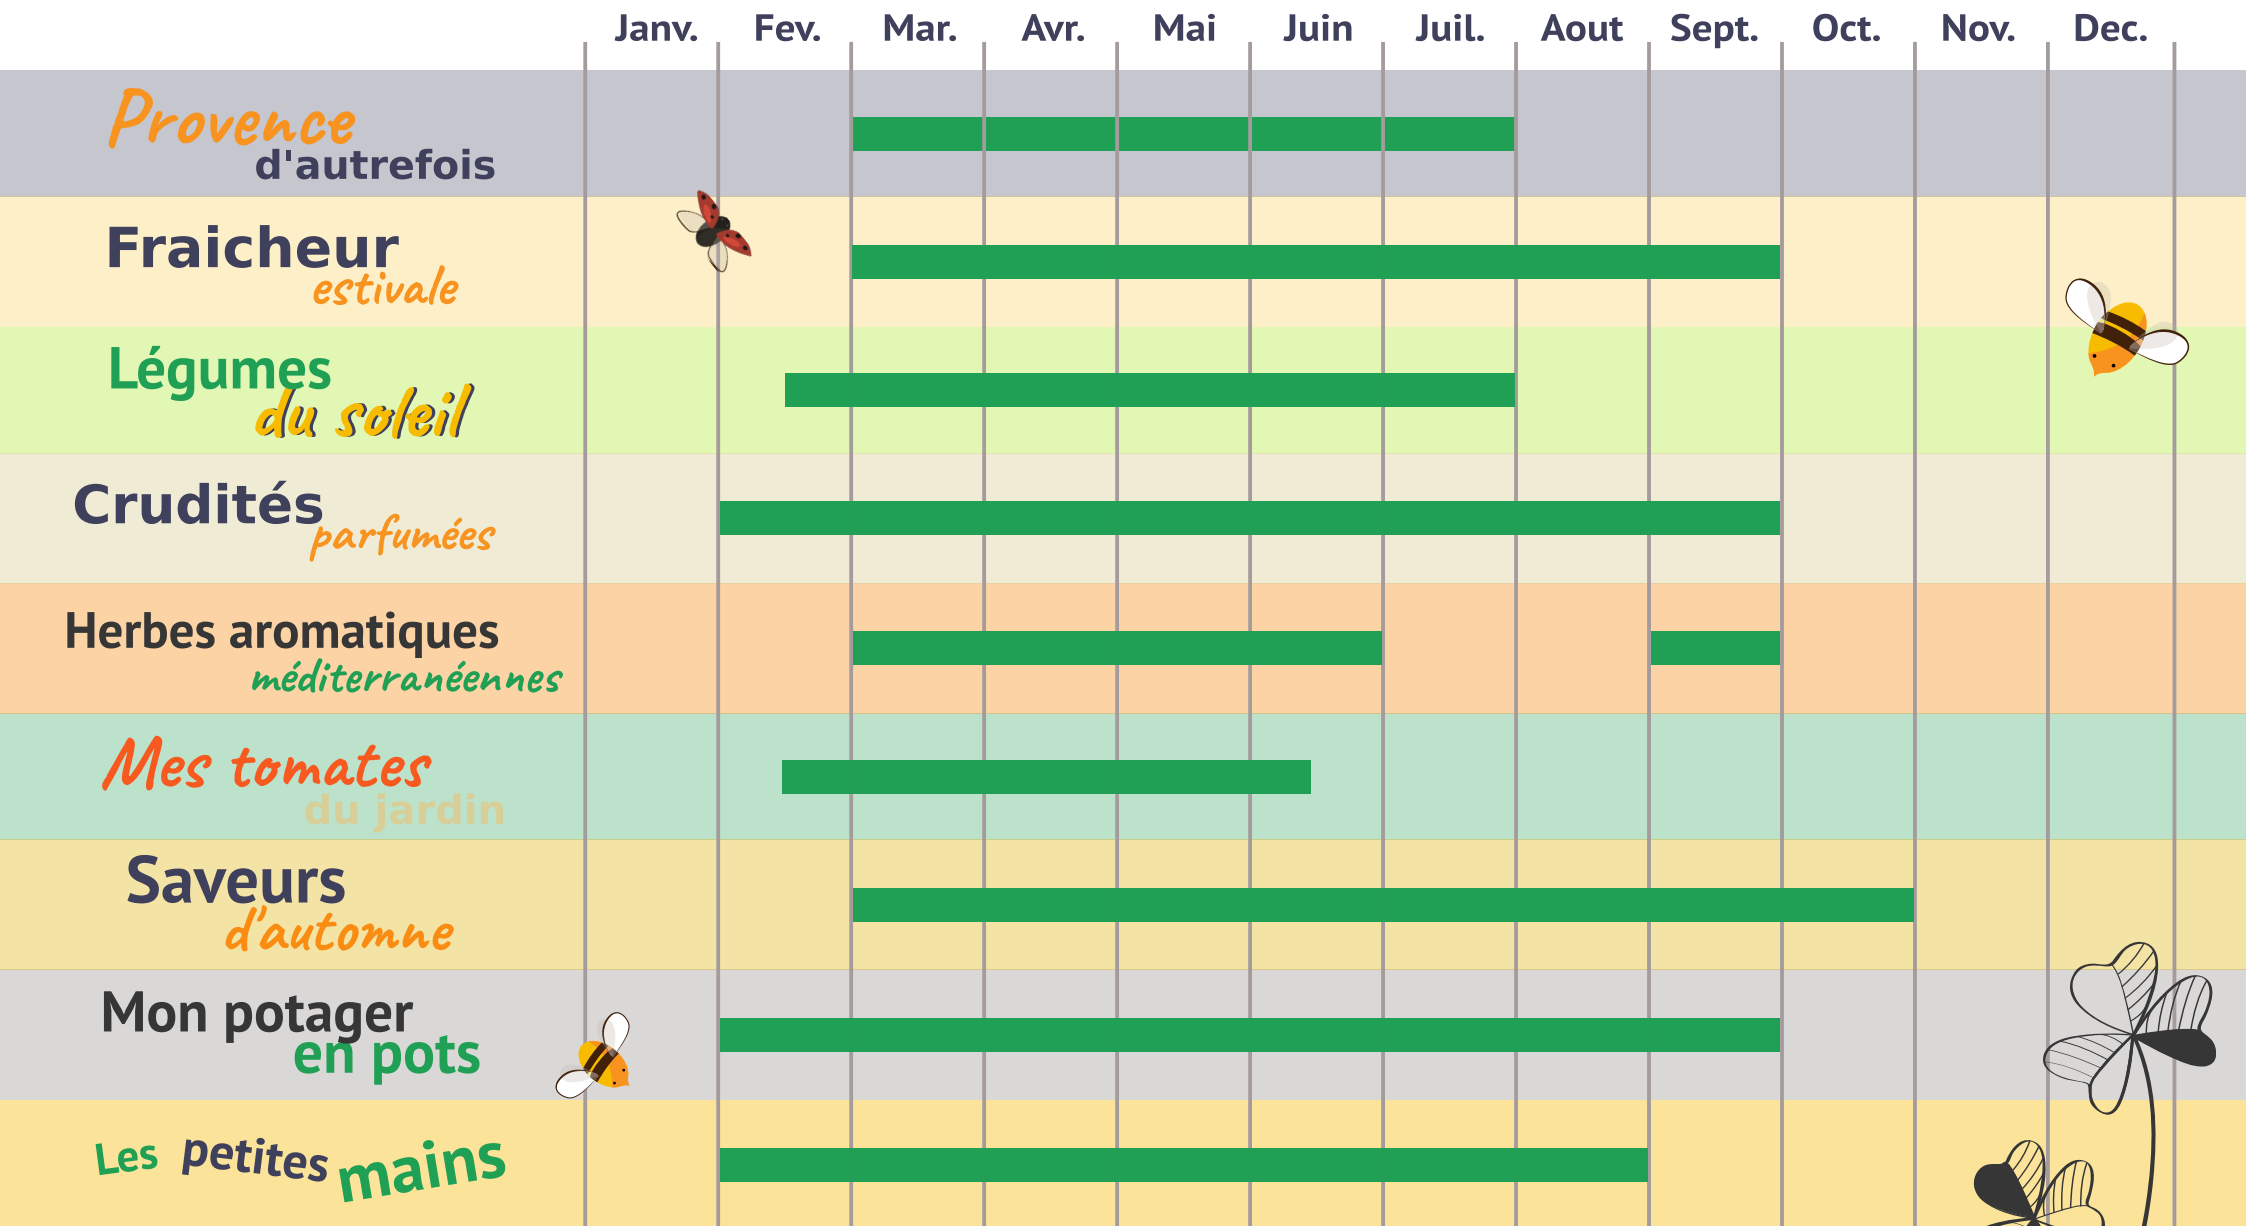 Janv. Fev. Mar. Avr. Mai Juin Juil. Aout Sept. Oct. Nov. Dec.
Provence
d'autrefois
Fraicheur
estivale
Légumes
du soleil
Crudités
parfumées
Herbes aromatiques
méditerranéennes
Mes tomates
du jardin
Saveurs
d'automne
Mon potager
en pots
Les petites mains